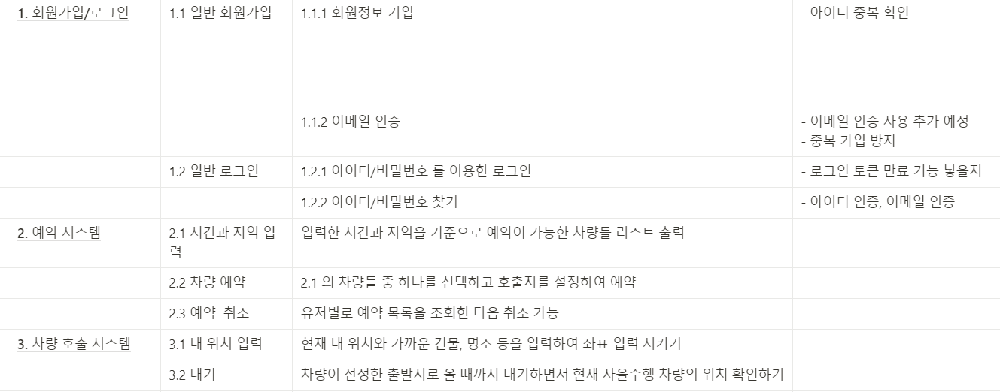 1. 회원가입/로그인 1.1 일반 회원가입 1.1.1 회원정보 기입 - 아이디 중복 확인
1.1.2 이메일 인증 - 이메일 인증 사용 추가 예정
- 중복 가입 방지
1.2 일반 로그인 1.2.1 아이디/비밀번호 를 이용한 로그인 - 로그인 토큰 만료 기능 넣을지
1.2.2 아이디/비밀번호 찾기 - 아이디 인증, 이메일 인증
2. 예약 시스템 2.1 시간과 지역 입 입력한 시간과 지역을 기준으로 예약이 가능한 차량들 리스트 출력
력
2.2 차량 예약 2.1 의 차량들 중 하나를 선택하고 호출지를 설정하여 예약
2.3 예약 취소 유저별로 예약 목록을 조회한 다음 취소 가능
3. 차량 호출 시스템 3.1 내 위치 입력 현재 내 위치와 가까운 건물, 명소 등을 입력하여 좌표 입력 시키기
3.2 대기 차량이 선정한 출발지로 올 때까지 대기하면서 현재 자율주행 차량의 위치 확인하기